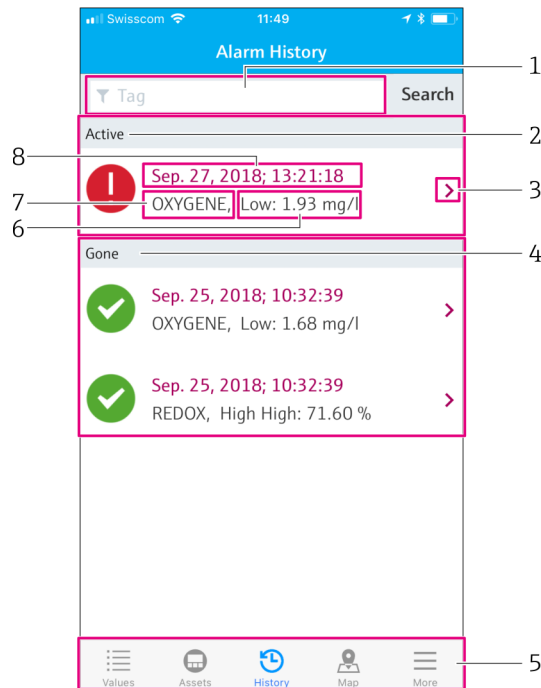 Swisscom 11:49
Alarm History
1
Tag Search
Active 2
8
Sep. 27, 2018; 13:21:18
3
7
OXYGENE, Low: 1.93 mg/l
6
Gone 4
Sep. 25, 2018; 10:32:39
OXYGENE, Low: 1.68 mg/l
Sep. 25, 2018; 10:32:39
REDOX, High High: 71.60 %
5
Values Assets History Map More